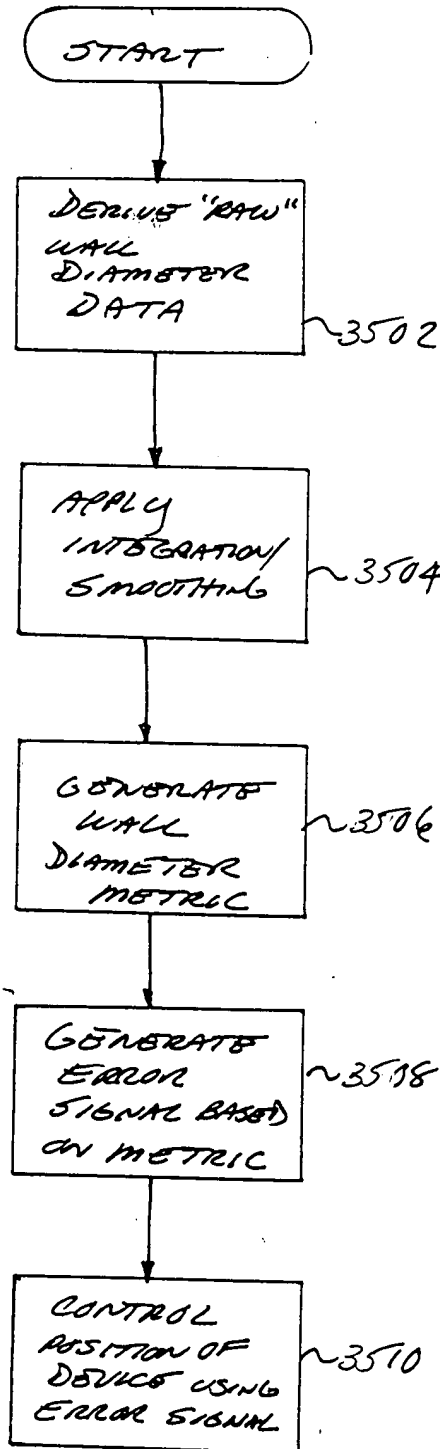 START
DERIVE "RAW"
WALL
DIAMETER
DATA
3502
APPLY
INTEGRATION/
SMOOTHING
3504
GENERATE
WALL
DIAMETER
METRIC
3506
GENERATE
ERROR
SIGNAL BASED
ON METRIC
3508
CONTROL
POSITION OF
DEVICE USING
ERROR SIGNAL
3510